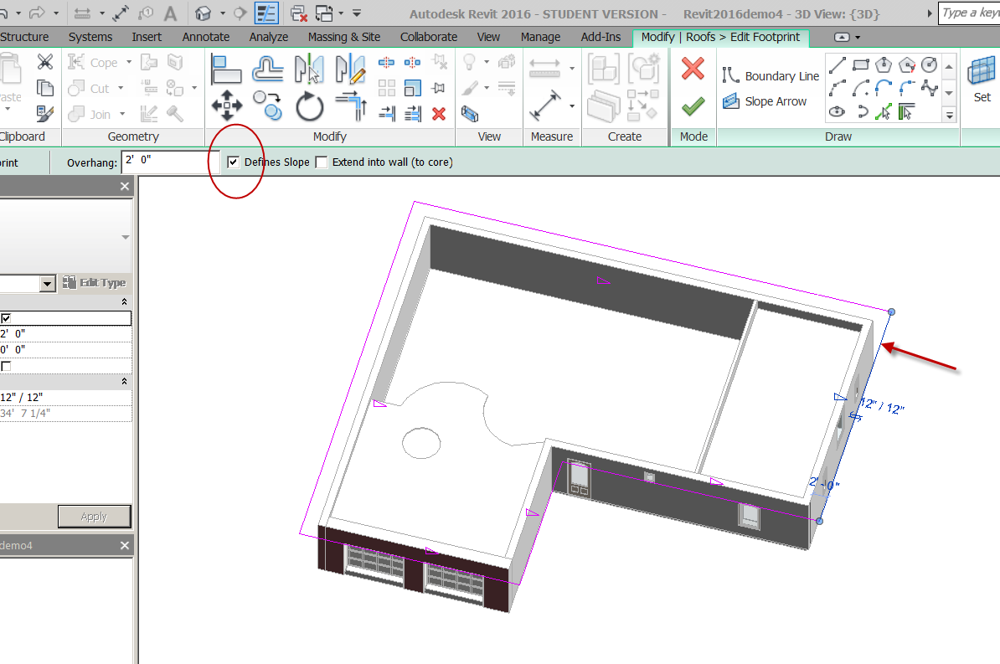 Autodesk Revit 2016 - STUDENT VERSION - Revit2016demo4 - 3D View: {3D}
Type a keyw
Structure Systems Insert Annotate Analyze Massing & Site Collaborate View Manage Add-Ins Modify | Roofs > Edit Footprint
Cope
Cut
Join
Paste
Boundary Line
Slope Arrow
Set
Clipboard Geometry Modify View Measure Create Mode Draw
print
Overhang: 2' 0" Defines Slope Extend into wall (to core)
Edit Type
2' 0"
0' 0"
12" / 12"
34' 7 1/4"
Apply
demo4
12" / 12"
2' - 0"